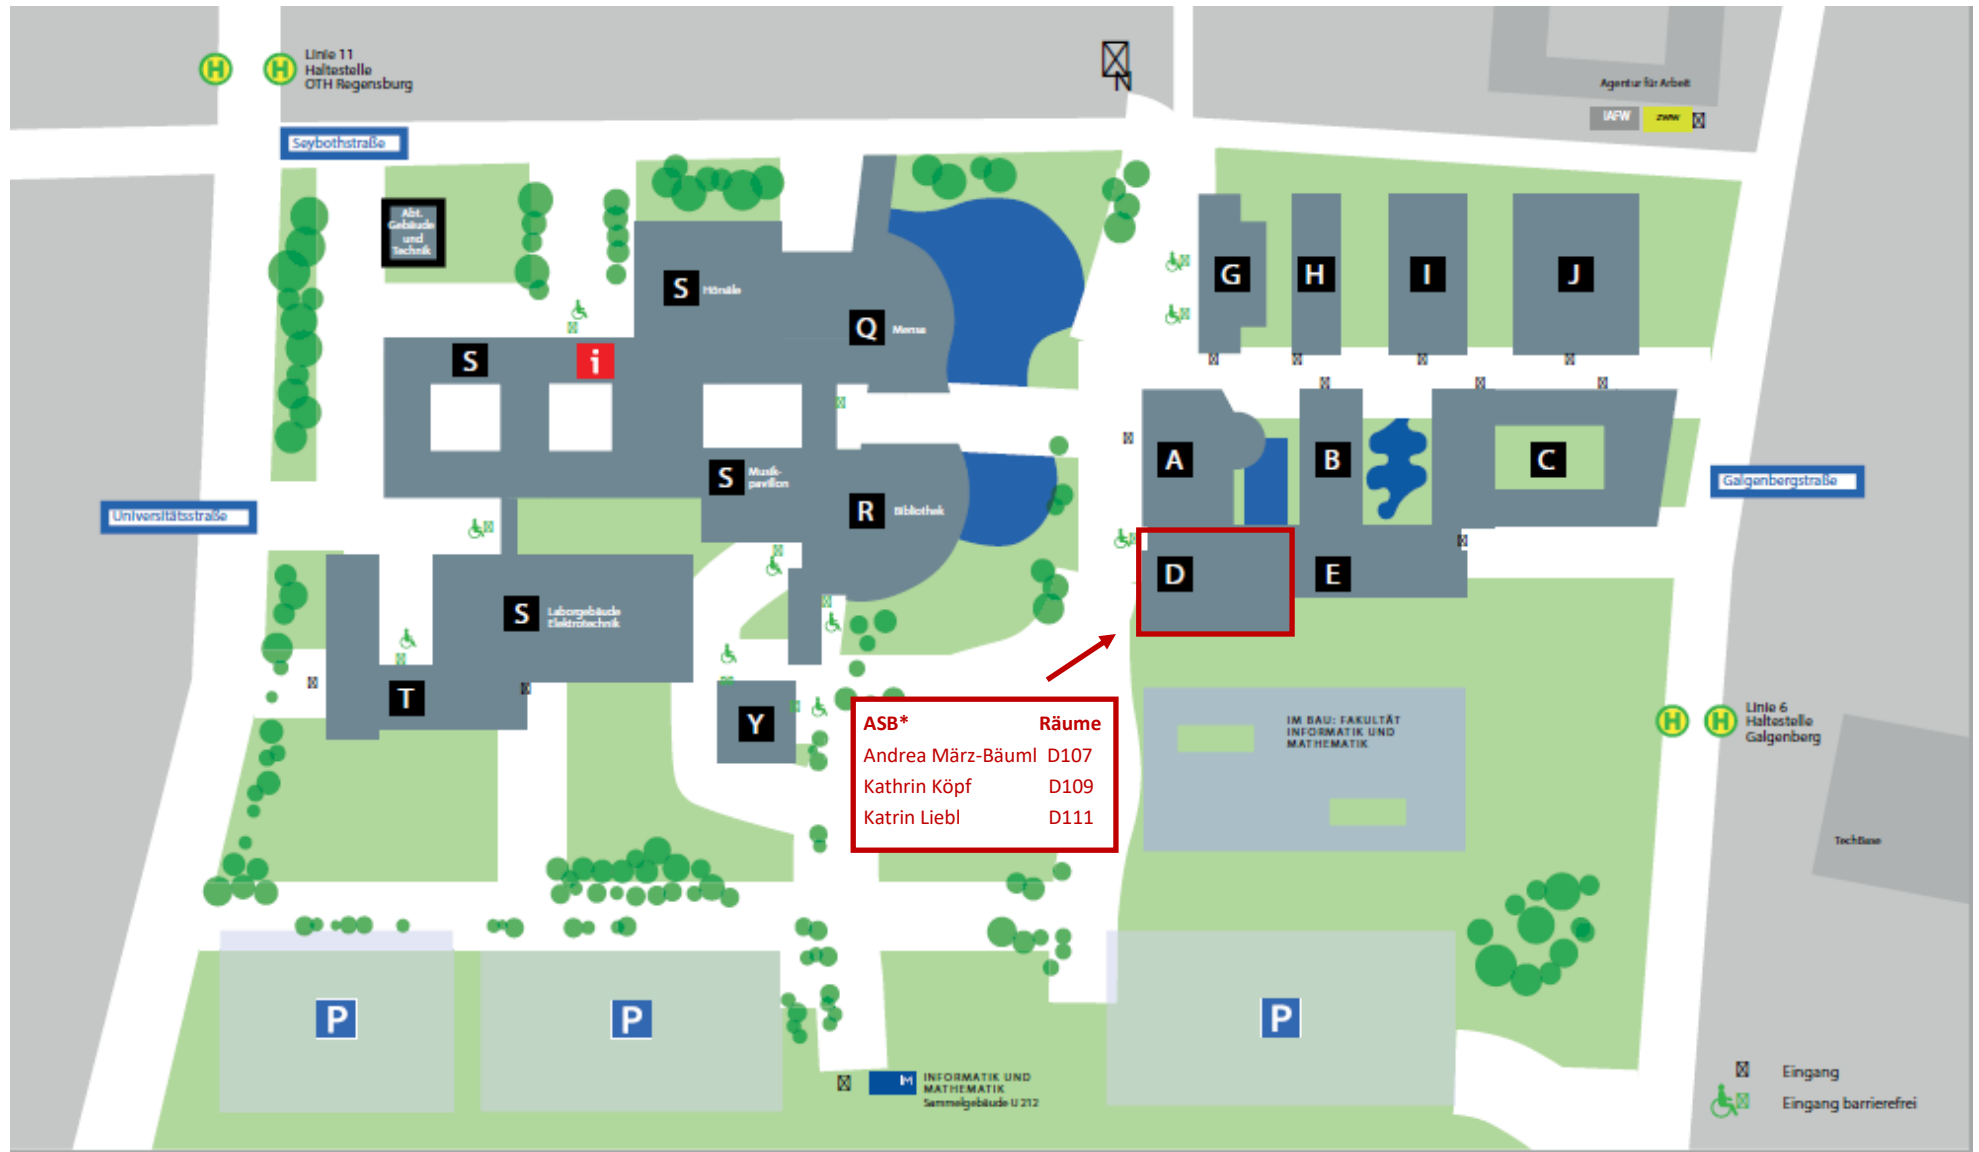 Linie 11
Haltestelle
OTH Regensburg
N
Agentur für Arbeit
IAFW
ZWW
Seybothstraße
Abt.
Gebäude
und
Technik
S
Hörsäle
Q
Mensa
G
H
I
J
S
i
A
B
C
S
Musik-
pavillon
R
Bibliothek
Galgenbergstraße
Universitätsstraße
D
E
S
Laborgebäude
Elektrotechnik
T
Y
ASB* Räume
Andrea März-Bäuml D107
Kathrin Köpf D109
Katrin Liebl D111
IM BAU: FAKULTÄT
INFORMATIK UND
MATHEMATIK
Linie 6
Haltestelle
Galgenberg
TechBase
P
P
P
IM
INFORMATIK UND
MATHEMATIK
Sammelgebäude U 212
Eingang
Eingang barrierefrei